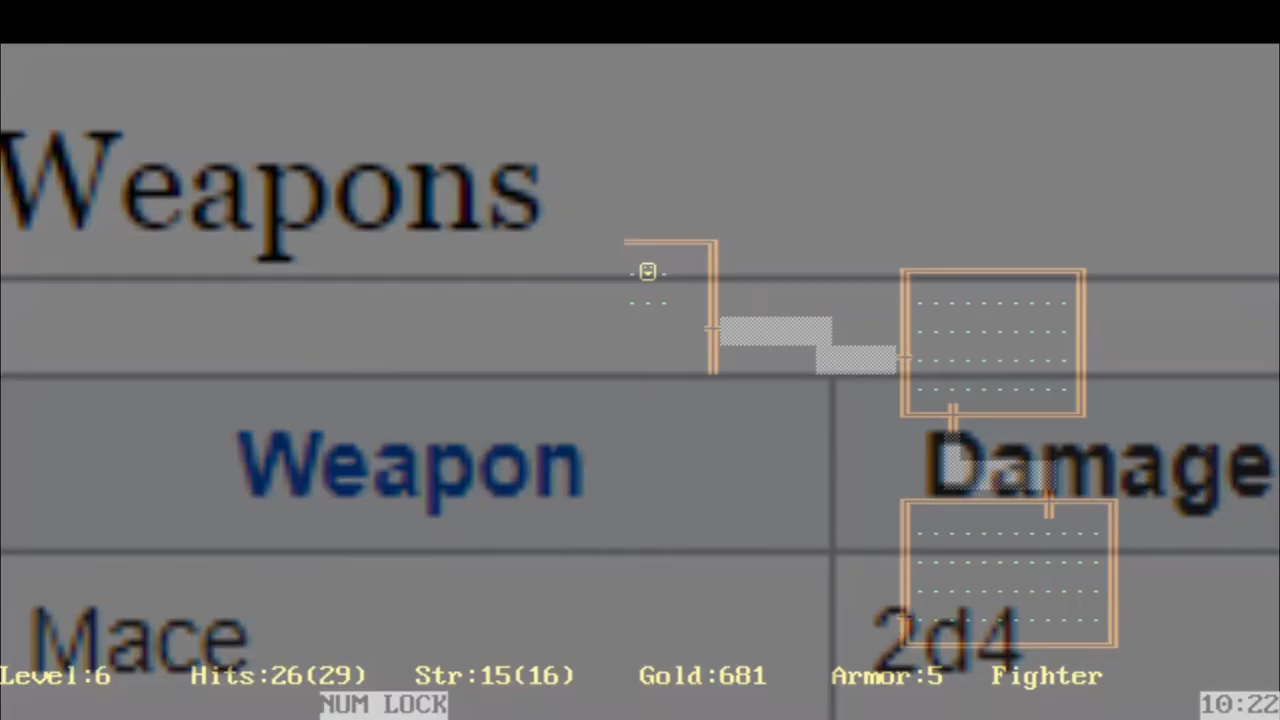 Weapons
Weapon Damage
Mace 2d4
Level:6 Hits:26(29) Str:15(16) Gold:681 Armor:5 Fighter
NUM LOCK 10:22